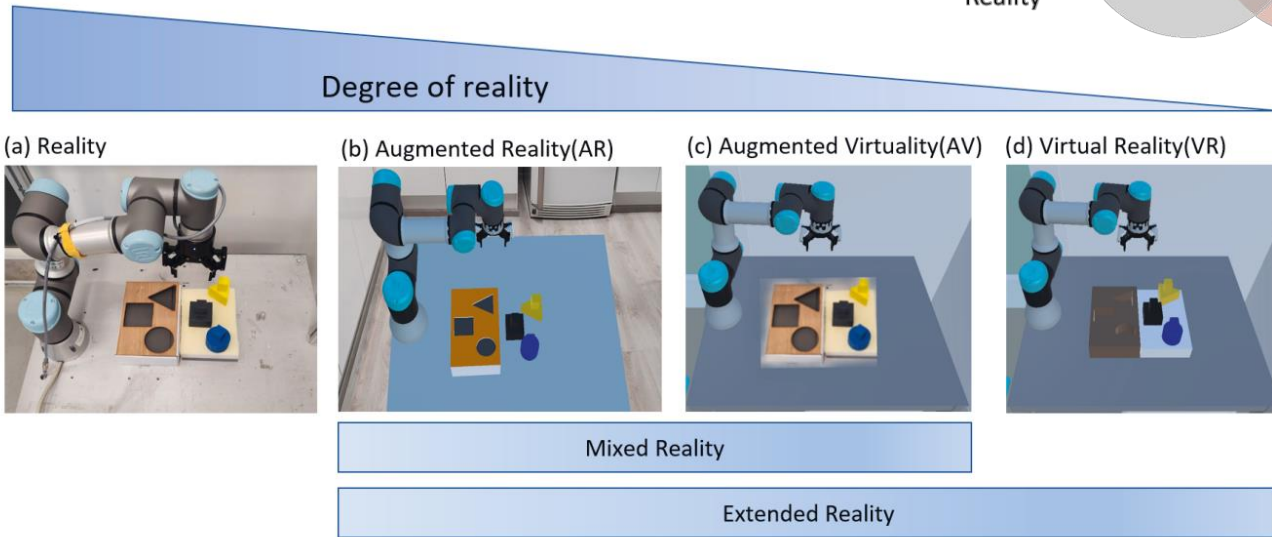 Reality
Degree of reality
(a) Reality
(b) Augmented Reality(AR)
(c) Augmented Virtuality(AV)
(d) Virtual Reality(VR)
Mixed Reality
Extended Reality